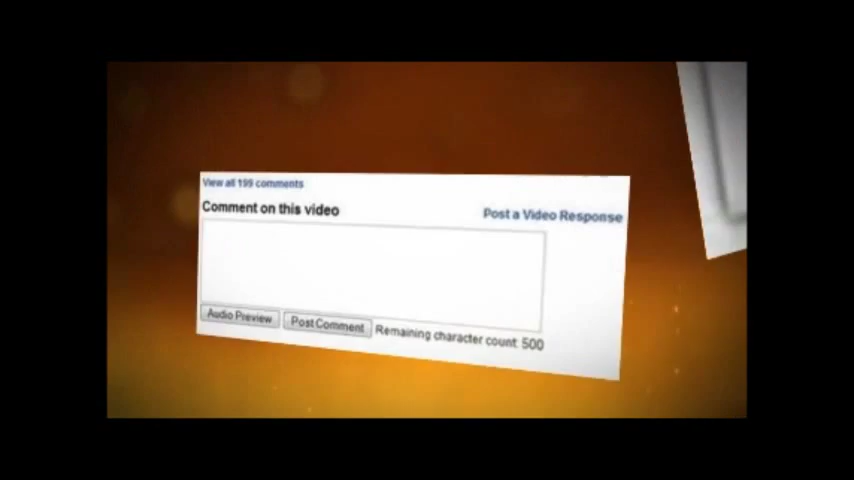 View all 199 comments
Comment on this video
Post a Video Response
Audio Preview
Post Comment
Remaining character count: 500